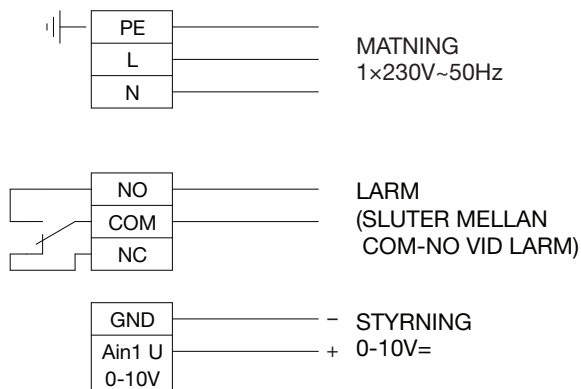 PE
L
N
MATNING
1×230V~50Hz
NO
COM
NC
LARM
(SLUTER MELLAN
COM-NO VID LARM)
GND
Ain1 U
0-10V
− STYRNING
+ 0-10V=